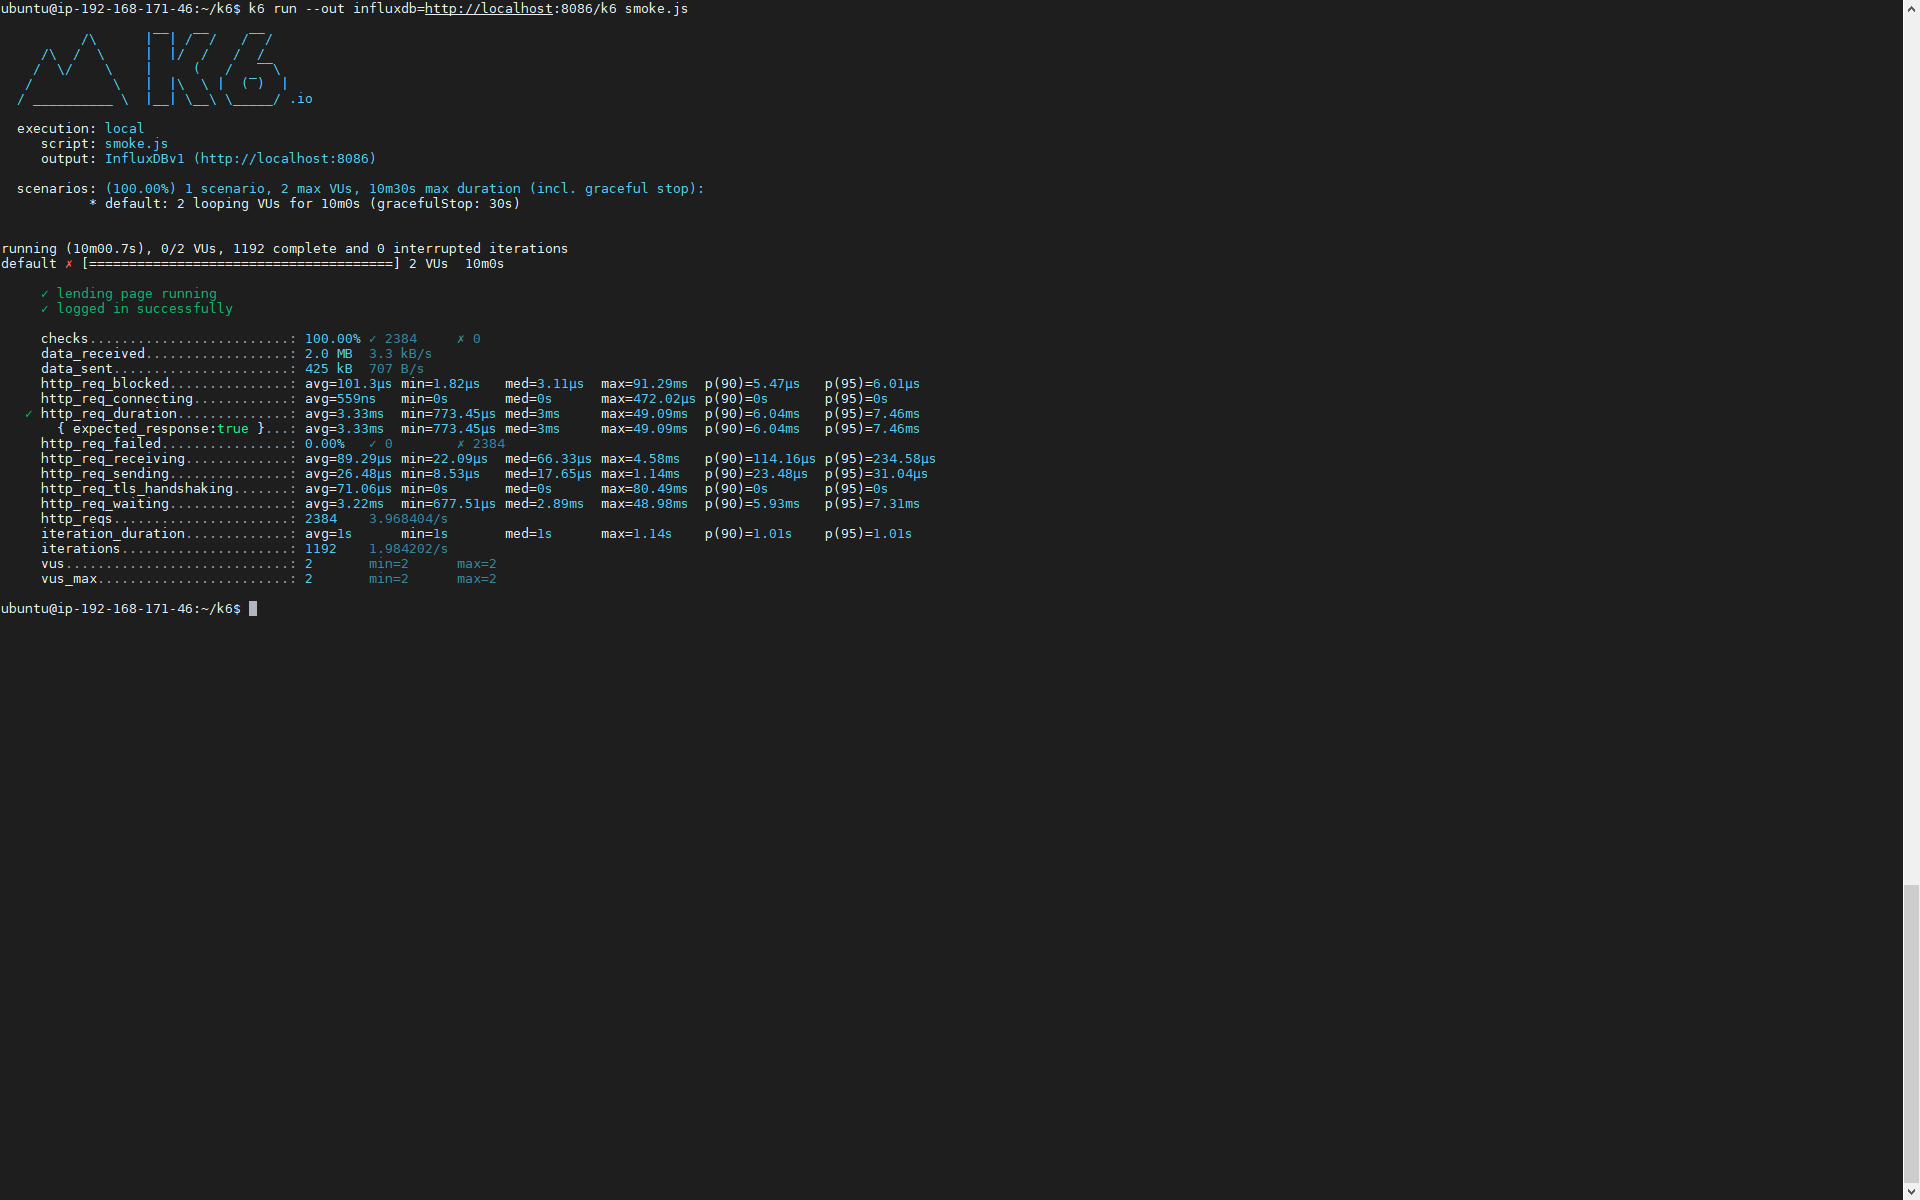 ubuntu@ip-192-168-171-46:~/k6$ k6 run --out influxdb=http://localhost:8086/k6 smoke.js
          /\      |‾‾| /‾‾/   /‾‾/
     /\  /  \     |  |/  /   /  /
    /  \/    \    |     (   /   ‾‾\
   /          \   |  |\  \ |  (‾)  |
  / __________ \  |__| \__\ \_____/ .io
  execution: local
     script: smoke.js
     output: InfluxDBv1 (http://localhost:8086)
  scenarios: (100.00%) 1 scenario, 2 max VUs, 10m30s max duration (incl. graceful stop):
           * default: 2 looping VUs for 10m0s (gracefulStop: 30s)
running (10m00.7s), 0/2 VUs, 1192 complete and 0 interrupted iterations
default ✗ [======================================] 2 VUs  10m0s
     ✓ lending page running
     ✓ logged in successfully
     checks.........................: 100.00% ✓ 2384     ✗ 0
     data_received..................: 2.0 MB  3.3 kB/s
     data_sent......................: 425 kB  707 B/s
     http_req_blocked...............: avg=101.3µs min=1.82µs   med=3.11µs  max=91.29ms  p(90)=5.47µs   p(95)=6.01µs
     http_req_connecting............: avg=559ns   min=0s       med=0s      max=472.02µs p(90)=0s       p(95)=0s
   ✓ http_req_duration..............: avg=3.33ms  min=773.45µs med=3ms     max=49.09ms  p(90)=6.04ms   p(95)=7.46ms
       { expected_response:true }...: avg=3.33ms  min=773.45µs med=3ms     max=49.09ms  p(90)=6.04ms   p(95)=7.46ms
     http_req_failed................: 0.00%   ✓ 0        ✗ 2384
     http_req_receiving.............: avg=89.29µs min=22.09µs  med=66.33µs max=4.58ms   p(90)=114.16µs p(95)=234.58µs
     http_req_sending...............: avg=26.48µs min=8.53µs   med=17.65µs max=1.14ms   p(90)=23.48µs  p(95)=31.04µs
     http_req_tls_handshaking.......: avg=71.06µs min=0s       med=0s      max=80.49ms  p(90)=0s       p(95)=0s
     http_req_waiting...............: avg=3.22ms  min=677.51µs med=2.89ms  max=48.98ms  p(90)=5.93ms   p(95)=7.31ms
     http_reqs......................: 2384    3.968404/s
     iteration_duration.............: avg=1s      min=1s       med=1s      max=1.14s    p(90)=1.01s    p(95)=1.01s
     iterations.....................: 1192    1.984202/s
     vus............................: 2       min=2      max=2
     vus_max........................: 2       min=2      max=2
ubuntu@ip-192-168-171-46:~/k6$